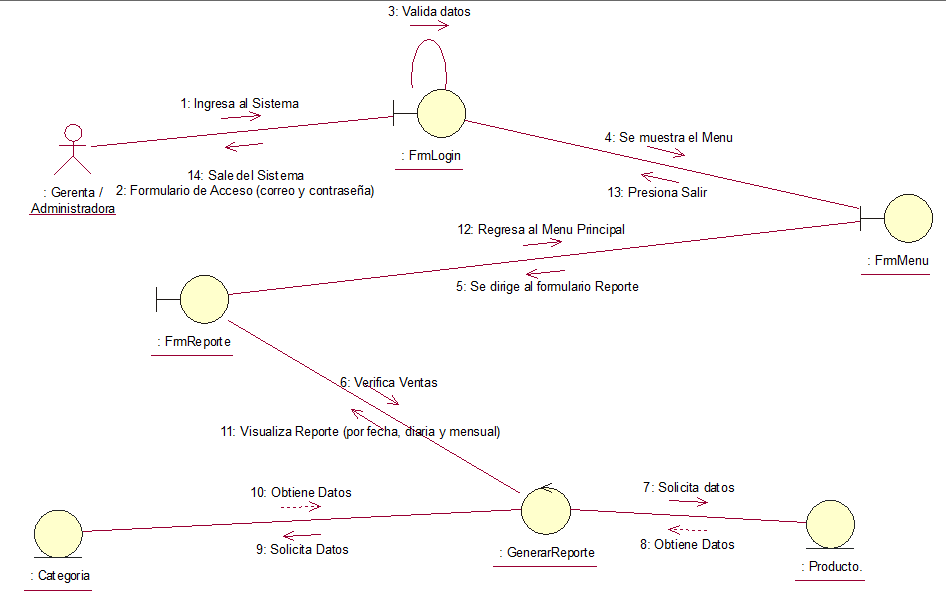 3: Valida datos
1: Ingresa al Sistema
4: Se muestra el Menu
: FrmLogin
14: Sale del Sistema
2: Formulario de Acceso (correo y contraseña)
: Gerenta /
Administradora
13: Presiona Salir
12: Regresa al Menu Principal
: FrmMenu
5: Se dirige al formulario Reporte
: FrmReporte
6: Verifica Ventas
11: Visualiza Reporte (por fecha, diaria y mensual)
10: Obtiene Datos
7: Solicita datos
9: Solicita Datos
8: Obtiene Datos
: GenerarReporte
: Categoria
: Producto.